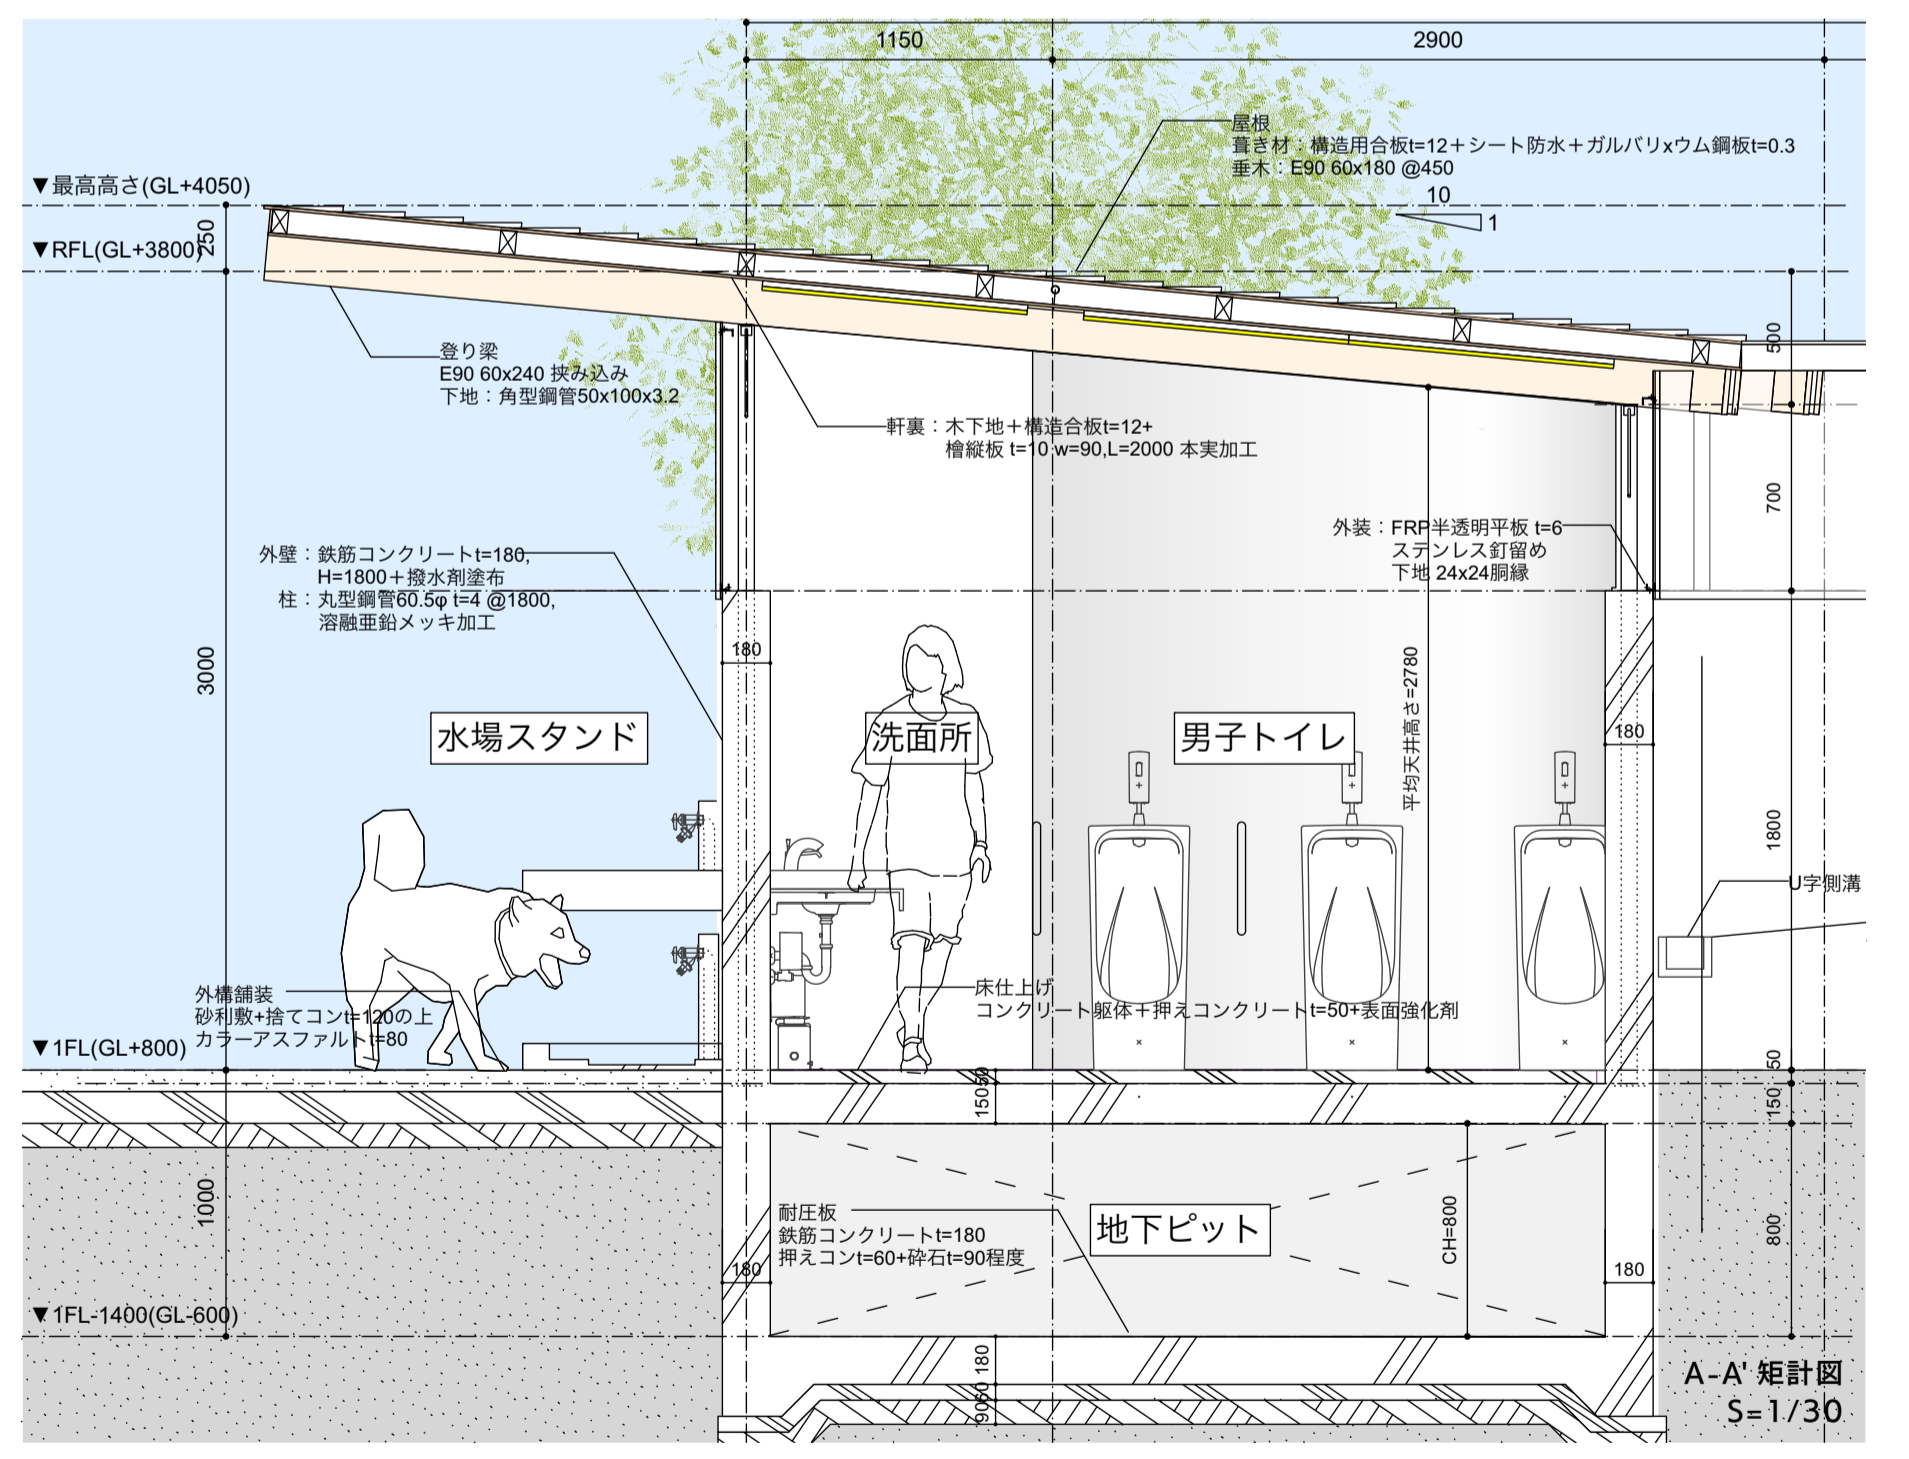 1150
2900
屋根
葺き材：構造用合板t=12＋シート防水＋ガルバリxウム鋼板t=0.3
垂木：E90 60x180 @450
10
1
▼最高高さ(GL+4050)
250
▼RFL(GL+3800)
500
登り梁
E90 60x240 挟み込み
下地：角型鋼管50x100x3.2
軒裏：木下地＋構造合板t=12+
檜縦板 t=10 w=90,L=2000 本実加工
700
外装：FRP半透明平板 t=6
ステンレス釘留め
下地 24x24胴縁
外壁：鉄筋コンクリートt=180,
H=1800＋撥水剤塗布
柱：丸型鋼管60.5φ t=4 @1800,
溶融亜鉛メッキ加工
3000
180
平均天井高さ=2780
水場スタンド
洗面所
男子トイレ
180
1800
U字側溝
外構舗装
砂利敷+捨てコンt=120の上
カラーアスファルトt=80
床仕上げ
コンクリート躯体＋押えコンクリートt=50+表面強化剤
▼1FL(GL+800)
50
150
50
150
1000
耐圧板
鉄筋コンクリートt=180
押えコンt=60+砕石t=90程度
地下ピット
CH=800
800
180
180
▼1FL-1400(GL-600)
180
60
90
A-A' 矩計図
S=1/30